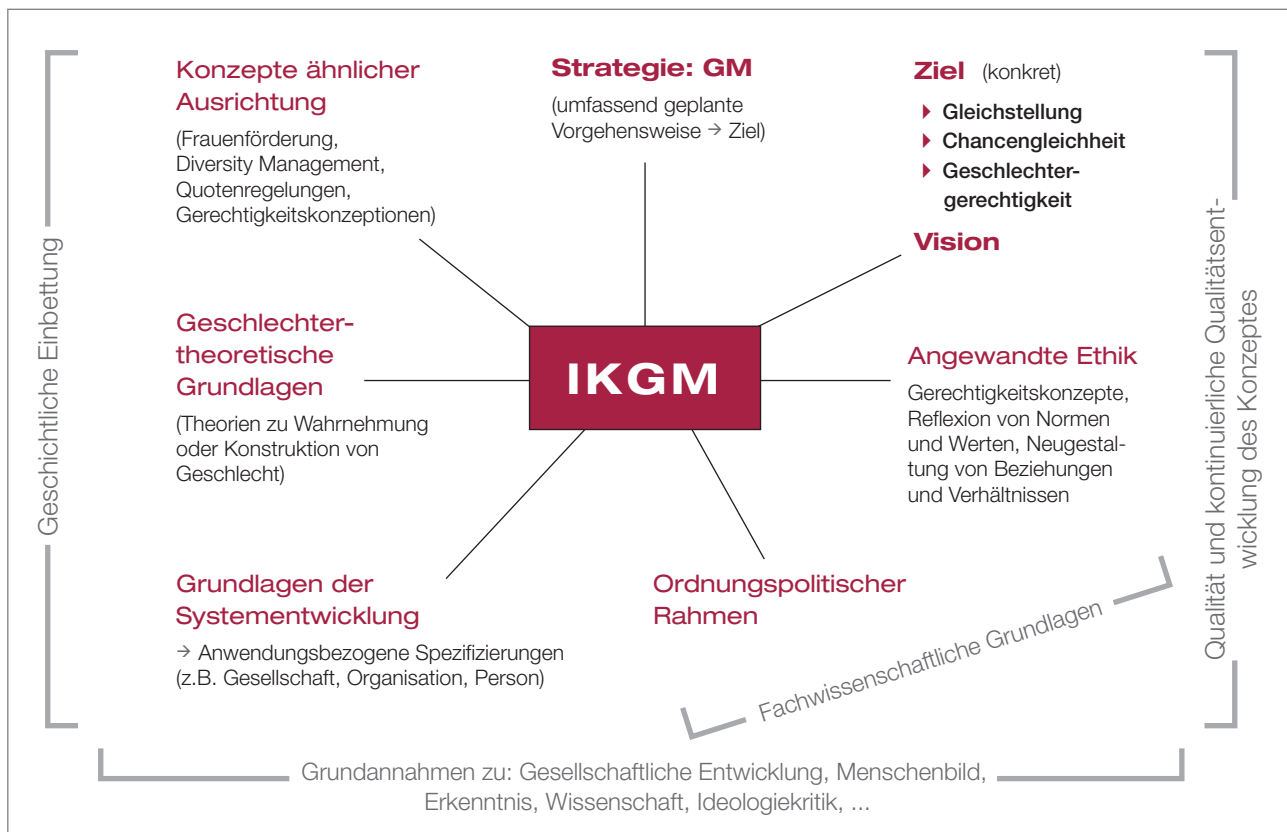 Konzepte ähnlicher
Ausrichtung
(Frauenförderung,
Diversity Management,
Quotenregelungen,
Gerechtigkeitskonzeptionen)
Strategie: GM
(umfassend geplante
Vorgehensweise → Ziel)
Ziel (konkret)
Gleichstellung
Chancengleichheit
Geschlechter-
gerechtigkeit
Vision
Geschlechter-
theoretische
Grundlagen
(Theorien zu Wahrnehmung
oder Konstruktion von
Geschlecht)
IKGM
Angewandte Ethik
Gerechtigkeitskonzepte,
Reflexion von Normen
und Werten, Neugestal-
tung von Beziehungen
und Verhältnissen
Grundlagen der
Systementwicklung
→ Anwendungsbezogene Spezifizierungen
(z.B. Gesellschaft, Organisation, Person)
Ordnungspolitischer
Rahmen
Geschichtliche Einbettung
Qualität und kontinuierliche Qualitätsent-
wicklung des Konzeptes
Fachwissenschaftliche Grundlagen
Grundannahmen zu: Gesellschaftliche Entwicklung, Menschenbild,
Erkenntnis, Wissenschaft, Ideologiekritik, ...